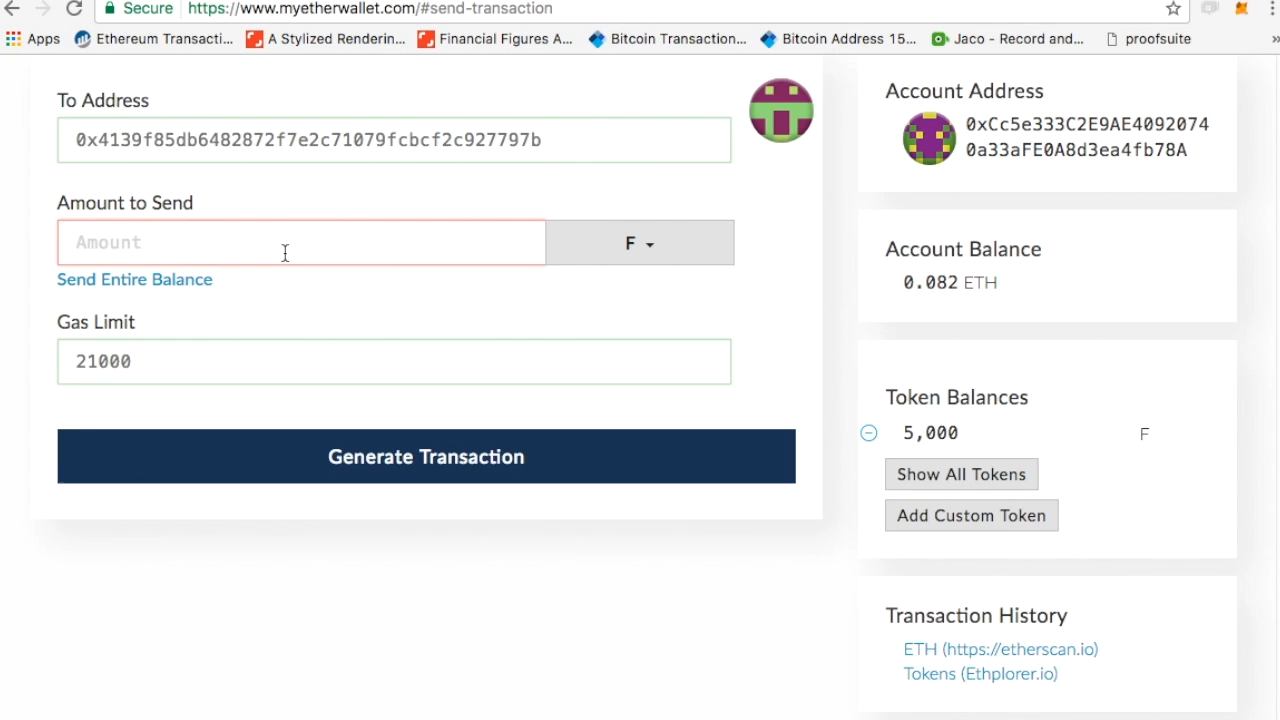 Secure https://www.myetherwallet.com/#send-transaction
Apps Ethereum Transacti... A Stylized Renderin... Financial Figures A... Bitcoin Transaction... Bitcoin Address 15... Jaco - Record and... proofsuite »
To Address
0x4139f85db6482872f7e2c71079fcbcf2c927797b
Amount to Send
Amount
F
Send Entire Balance
Gas Limit
21000
Generate Transaction
Account Address
0xCc5e333C2E9AE4092074
0a33aFE0A8d3ea4fb78A
Account Balance
0.082 ETH
Token Balances
5,000 F
Show All Tokens
Add Custom Token
Transaction History
ETH (https://etherscan.io)
Tokens (Ethplorer.io)